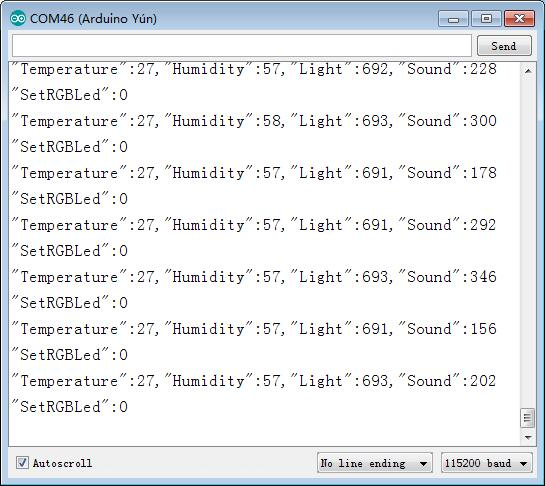 COM46 (Arduino Yún)
Send
"Temperature":27,"Humidity":57,"Light":692,"Sound":228
"SetRGBLed":0
"Temperature":27,"Humidity":58,"Light":693,"Sound":300
"SetRGBLed":0
"Temperature":27,"Humidity":57,"Light":691,"Sound":178
"SetRGBLed":0
"Temperature":27,"Humidity":57,"Light":691,"Sound":292
"SetRGBLed":0
"Temperature":27,"Humidity":57,"Light":693,"Sound":346
"SetRGBLed":0
"Temperature":27,"Humidity":57,"Light":691,"Sound":156
"SetRGBLed":0
"Temperature":27,"Humidity":57,"Light":693,"Sound":202
"SetRGBLed":0
Autoscroll
No line ending
115200 baud